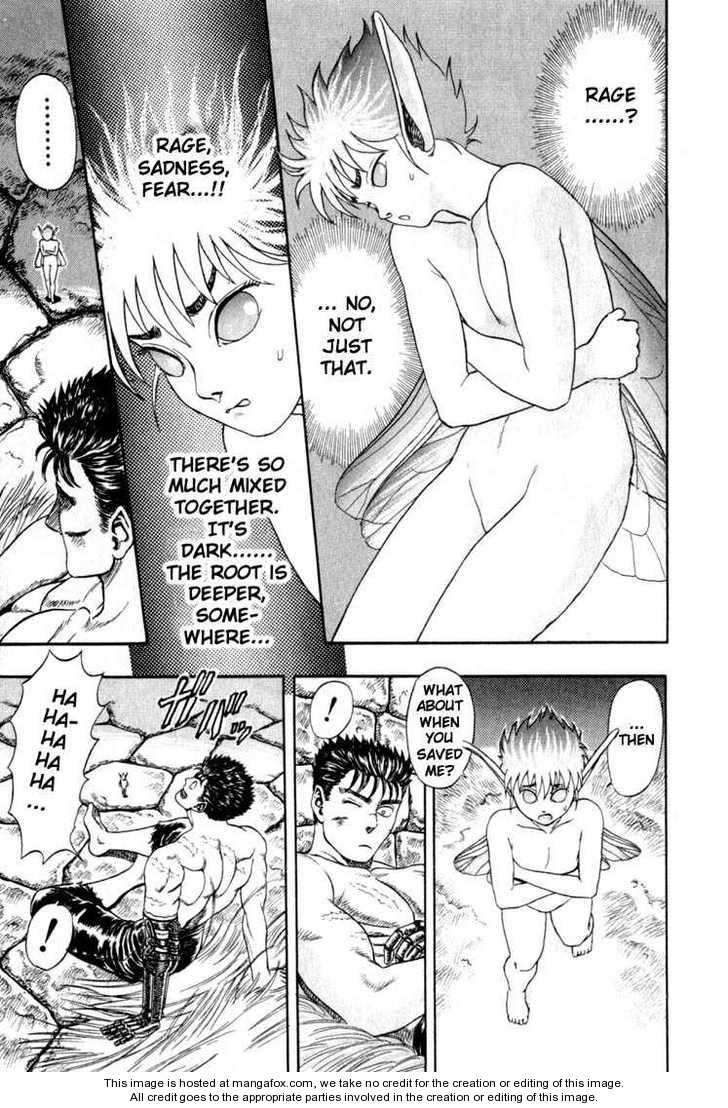 RAGE
......?
... NO,
NOT
JUST
THAT.
RAGE,
SADNESS,
FEAR...!!
THERE'S SO
MUCH MIXED
TOGETHER.
IT'S
DARK......
THE ROOT IS
DEEPER,
SOME-
WHERE...
.........
...
THEN
WHAT
ABOUT
WHEN
YOU
SAVED
ME?
!
ガバッ
HA
HA-
HA
HA
HA
...
!
This image is hosted at mangafox.com, we take no credit for the creation or editing of this image.
All credit goes to the appropriate parties involved in the creation or editing of this image.